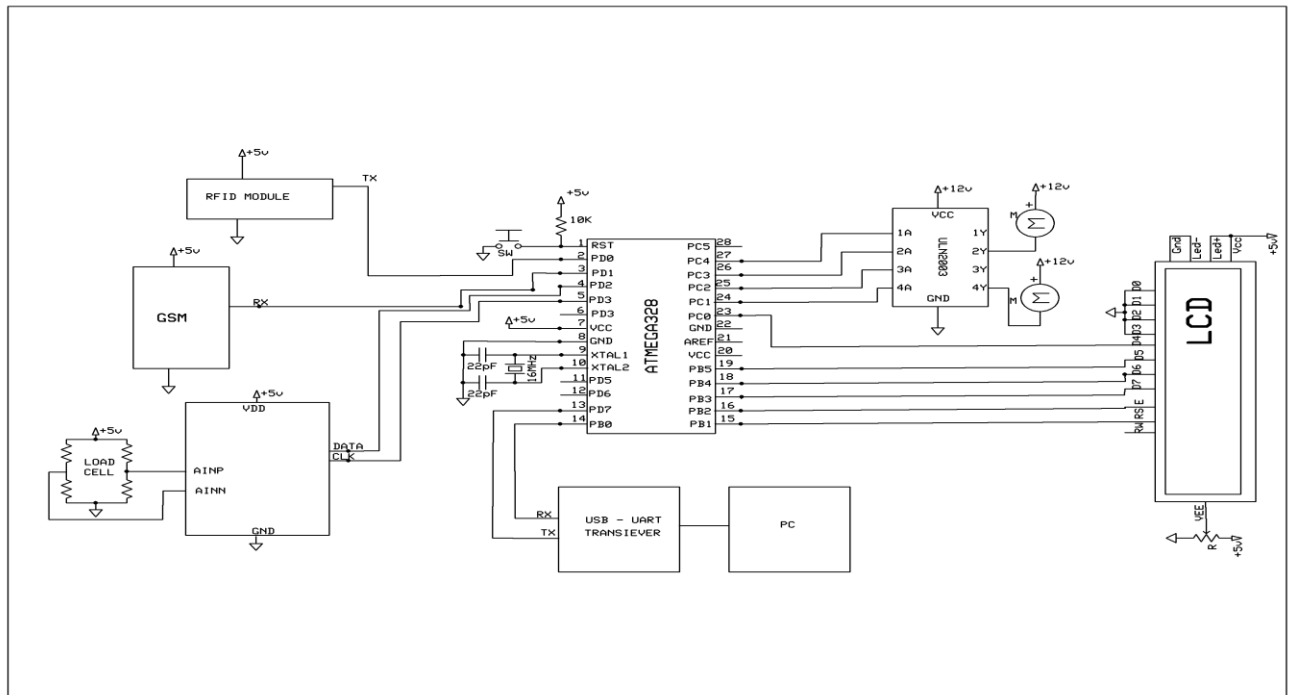 +5v
RFID MODULE
TX
+5v
GSM
RX
+5v
VDD
DATA
CLK
AINP
AINN
GND
+5v
LOAD
CELL
+5v
10K
SW
+5v
22pF
22pF
16MHz
1 RST
2 PD0
3 PD1
4 PD2
5 PD3
6 PD3
7 VCC
8 GND
9 XTAL1
10 XTAL2
11 PD5
12 PD6
13 PD7
14 PB0
ATMEGA328
PC5 28
PC4 27
PC3 26
PC2 25
PC1 24
PC0 23
GND 22
AREF 21
VCC 20
PB5 19
PB4 18
PB3 17
PB2 16
PB1 15
RX
TX
USB - UART
TRANSIEVER
PC
+12v
VCC
1A
2A
3A
4A
ULN2003
1Y
2Y
3Y
4Y
GND
+12v
M
+
M
+12v
M
+
M
Gnd
Led-
Led+
Vcc
+5v
D0
D1
D2
D3
D4
D5
D6
D7
E
RS
RW
LCD
VEE
R
+5v